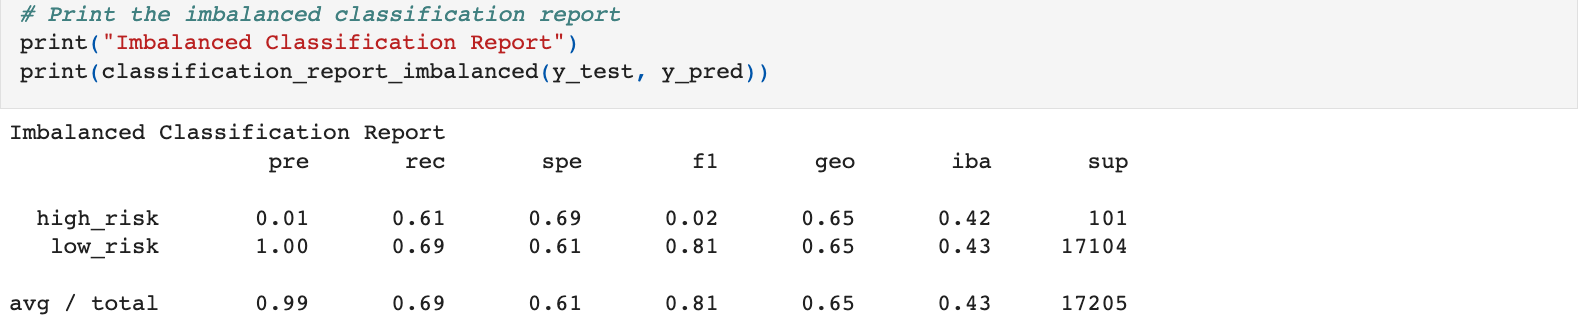 # Print the imbalanced classification report
print("Imbalanced Classification Report")
print(classification_report_imbalanced(y_test, y_pred))
Imbalanced Classification Report
pre rec spe f1 geo iba sup
high_risk 0.01 0.61 0.69 0.02 0.65 0.42 101
low_risk 1.00 0.69 0.61 0.81 0.65 0.43 17104
avg / total 0.99 0.69 0.61 0.81 0.65 0.43 17205